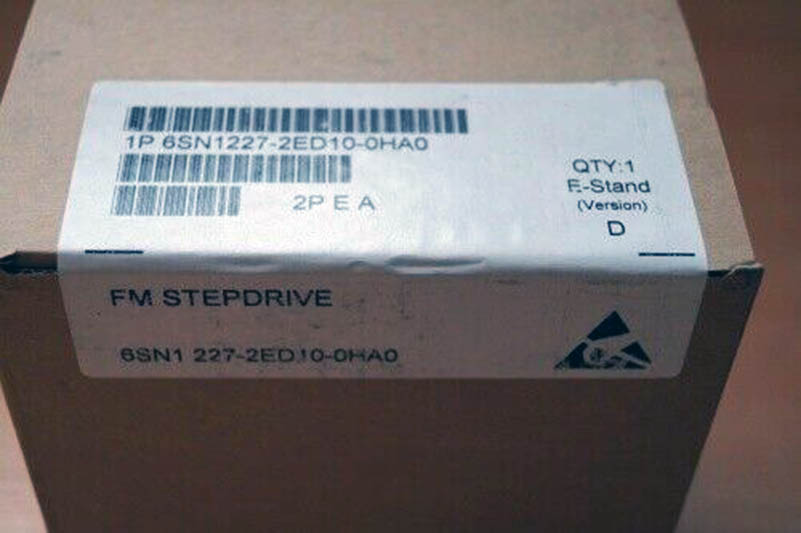 1P 6SN1227-2ED10-0HA0
2P E A
QTY:1
E-Stand
(Version)
D
FM STEPDRIVE
6SN1 227-2ED10-0HA0